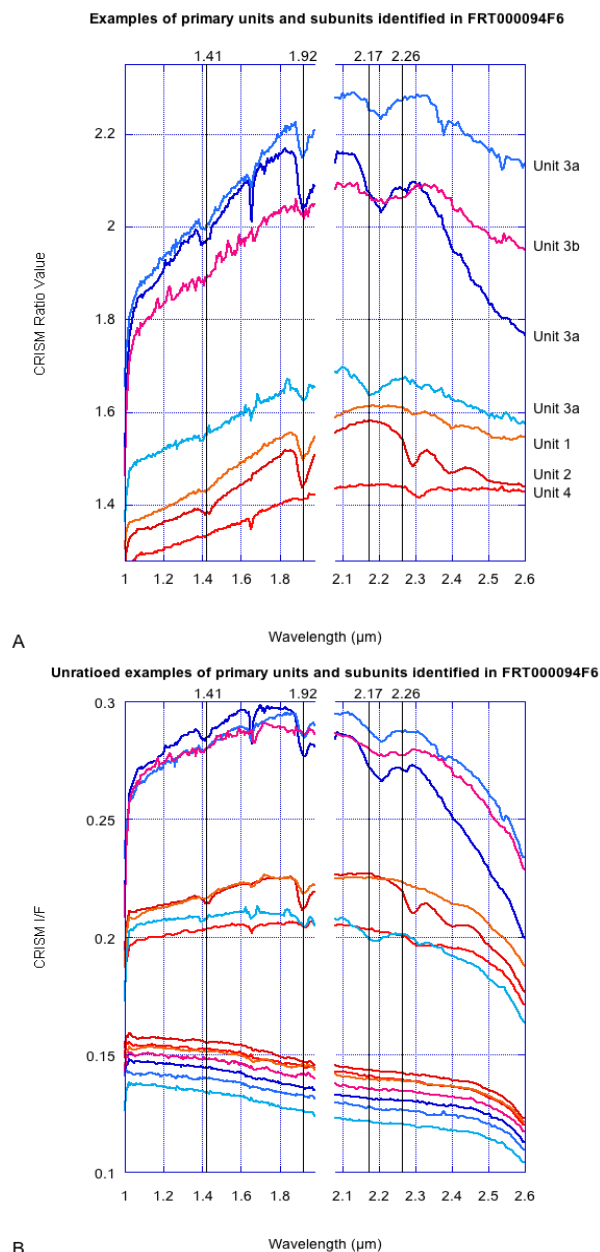 Examples of primary units and subunits identified in FRT000094F6
1.41 1.92 2.17 2.26
2.2
2
1.8
1.6
1.4
CRISM Ratio Value
Unit 3a
Unit 3b
Unit 3a
Unit 3a
Unit 1
Unit 2
Unit 4
1 1.2 1.4 1.6 1.8 2.1 2.2 2.3 2.4 2.5 2.6
Wavelength (µm)
A
Unratioed examples of primary units and subunits identified in FRT000094F6
1.41 1.92 2.17 2.26
0.3
0.25
0.2
0.15
0.1
CRISM I/F
1 1.2 1.4 1.6 1.8 2.1 2.2 2.3 2.4 2.5 2.6
Wavelength (µm)
B